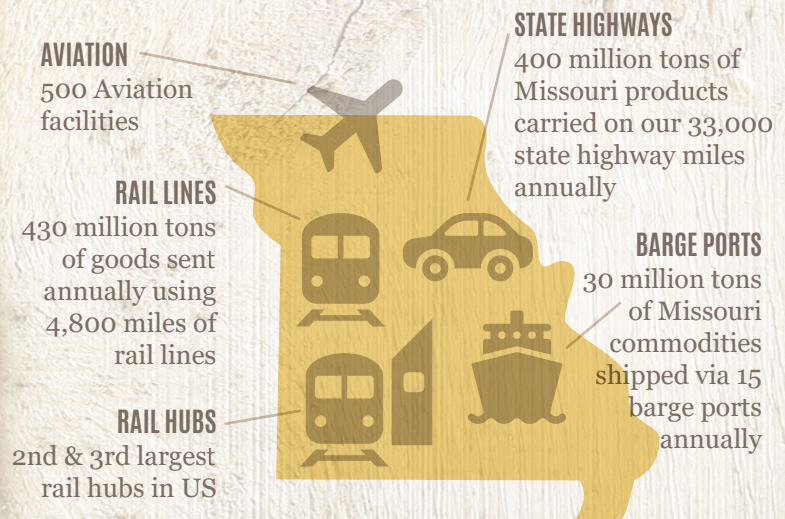 AVIATION
500 Aviation
facilities
STATE HIGHWAYS
400 million tons of
Missouri products
carried on our 33,000
state highway miles
annually
RAIL LINES
430 million tons
of goods sent
annually using
4,800 miles of
rail lines
BARGE PORTS
30 million tons
of Missouri
commodities
shipped via 15
barge ports
annually
RAIL HUBS
2nd & 3rd largest
rail hubs in US